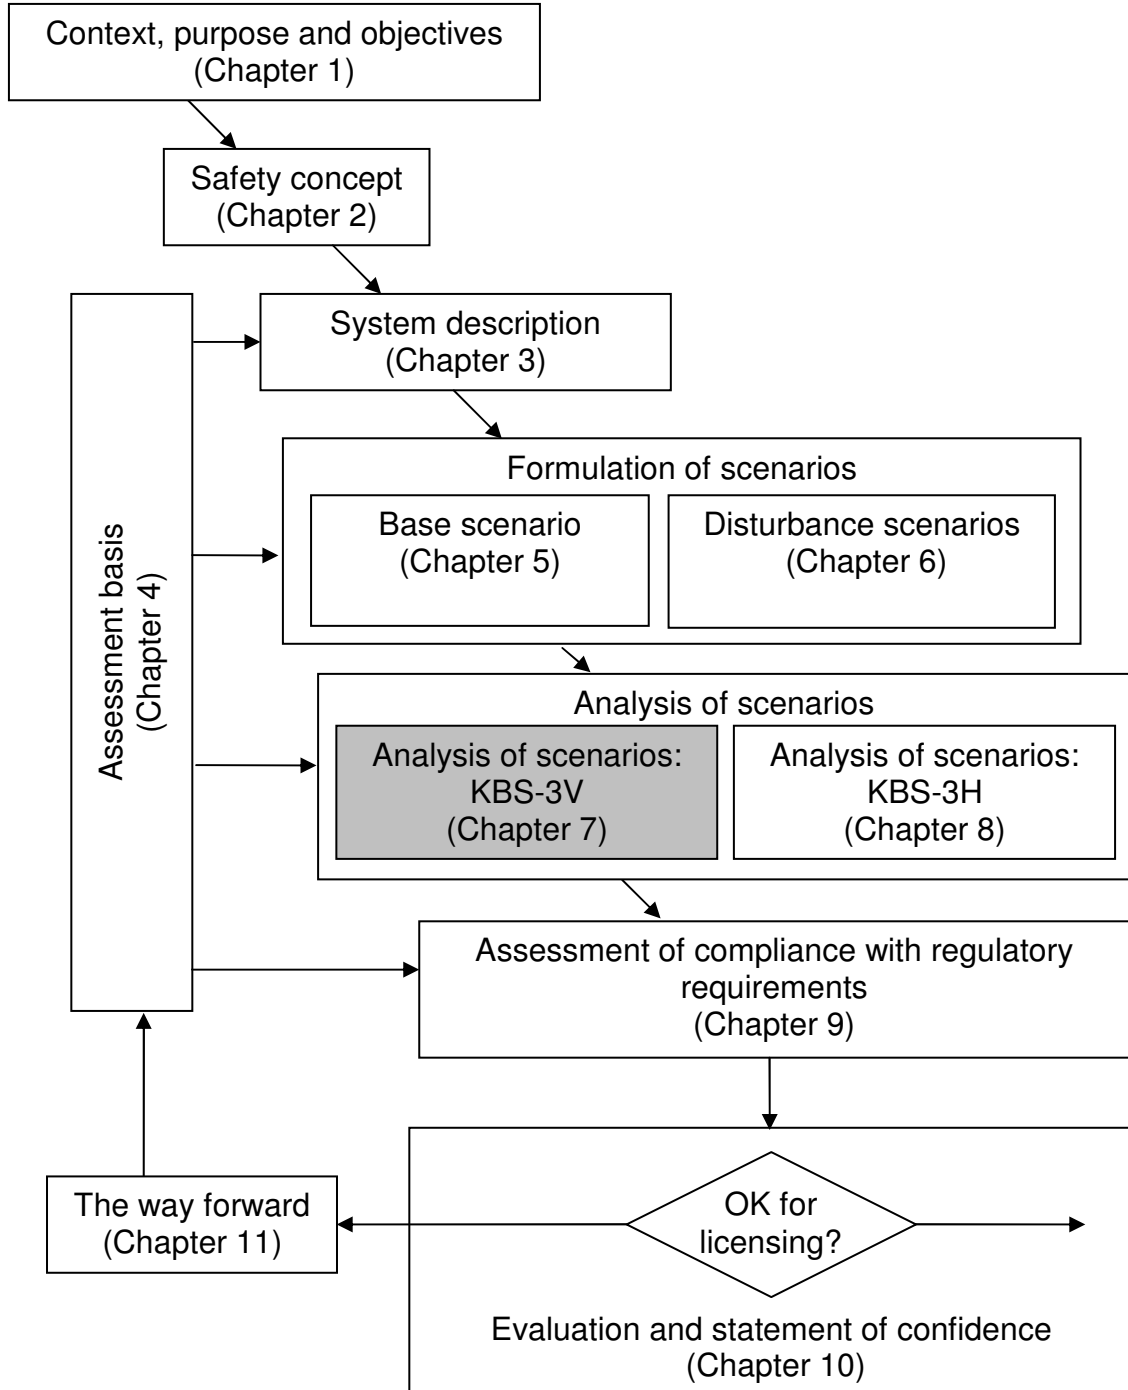 Context, purpose and objectives
(Chapter 1)
Safety concept
(Chapter 2)
System description
(Chapter 3)
Assessment basis
(Chapter 4)
Formulation of scenarios
Base scenario
(Chapter 5)
Disturbance scenarios
(Chapter 6)
Analysis of scenarios
Analysis of scenarios:
KBS-3V
(Chapter 7)
Analysis of scenarios:
KBS-3H
(Chapter 8)
Assessment of compliance with regulatory
requirements
(Chapter 9)
The way forward
(Chapter 11)
OK for
licensing?
Evaluation and statement of confidence
(Chapter 10)